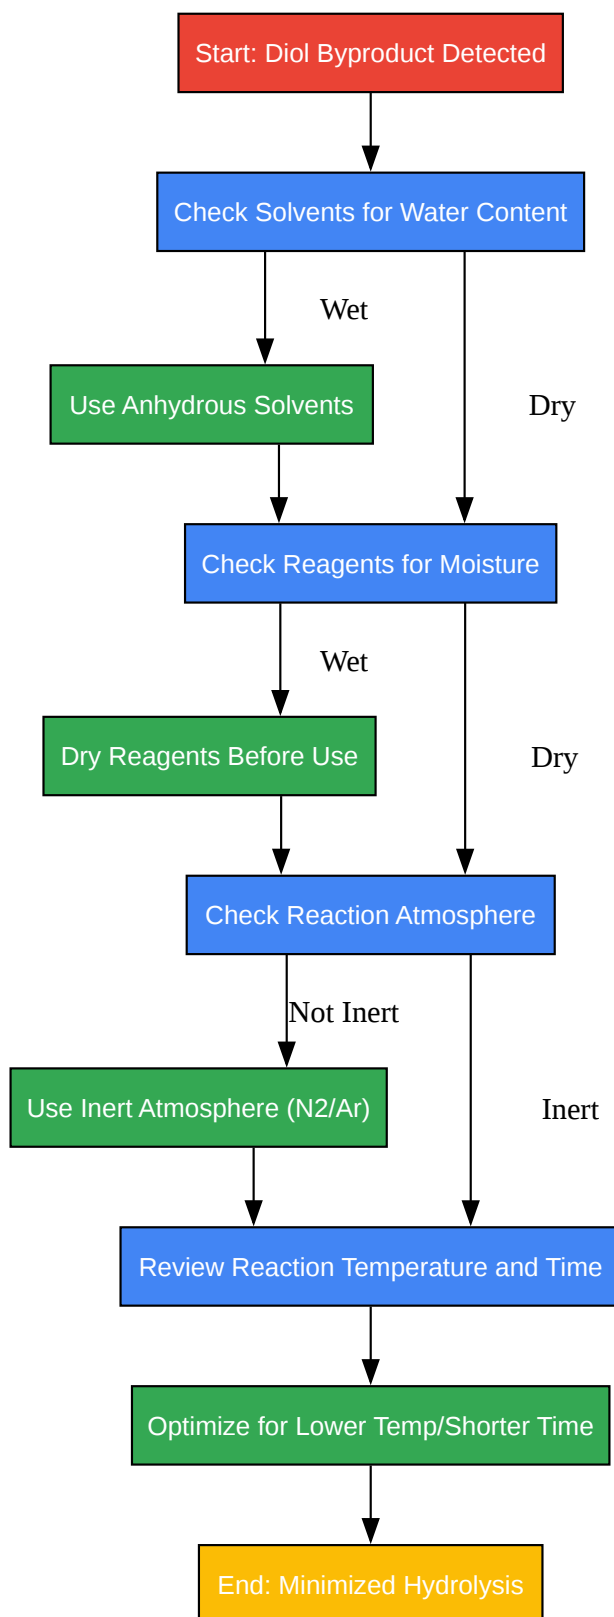 Start: Diol Byproduct Detected
Check Solvents for Water Content
Wet
Use Anhydrous Solvents
Dry
Check Reagents for Moisture
Wet
Dry Reagents Before Use
Dry
Check Reaction Atmosphere
Not Inert
Use Inert Atmosphere (N2/Ar)
Inert
Review Reaction Temperature and Time
Optimize for Lower Temp/Shorter Time
End: Minimized Hydrolysis